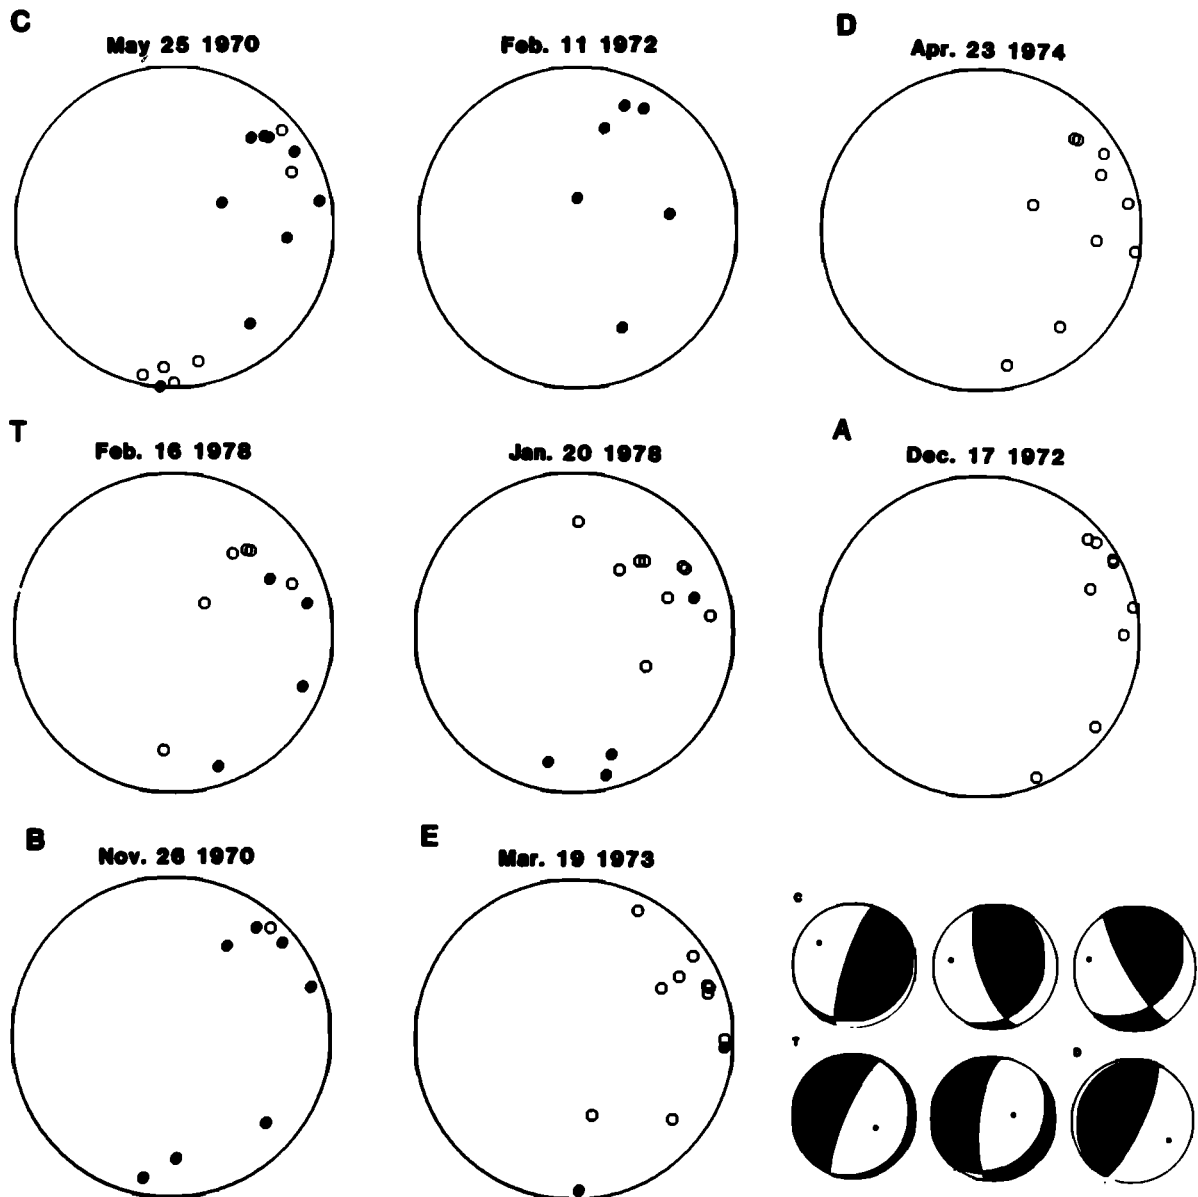 C
May 25 1970
Feb. 11 1972
D
Apr. 23 1974
T
Feb. 16 1978
Jan. 20 1978
A
Dec. 17 1972
B
Nov. 26 1970
E
Mar. 19 1973
C
T
D